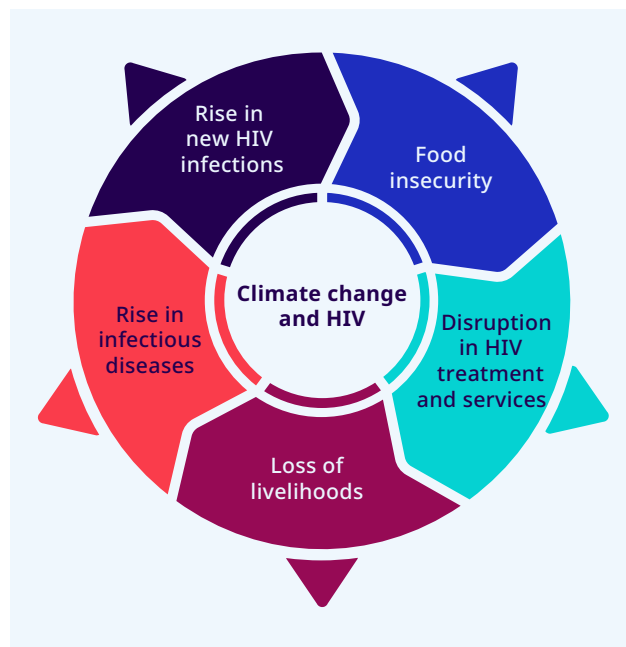 Rise in
new HIV
infections
Food
insecurity
Climate change
and HIV
Disruption
in HIV
treatment
and services
Rise in
infectious
diseases
Loss of
livelihoods